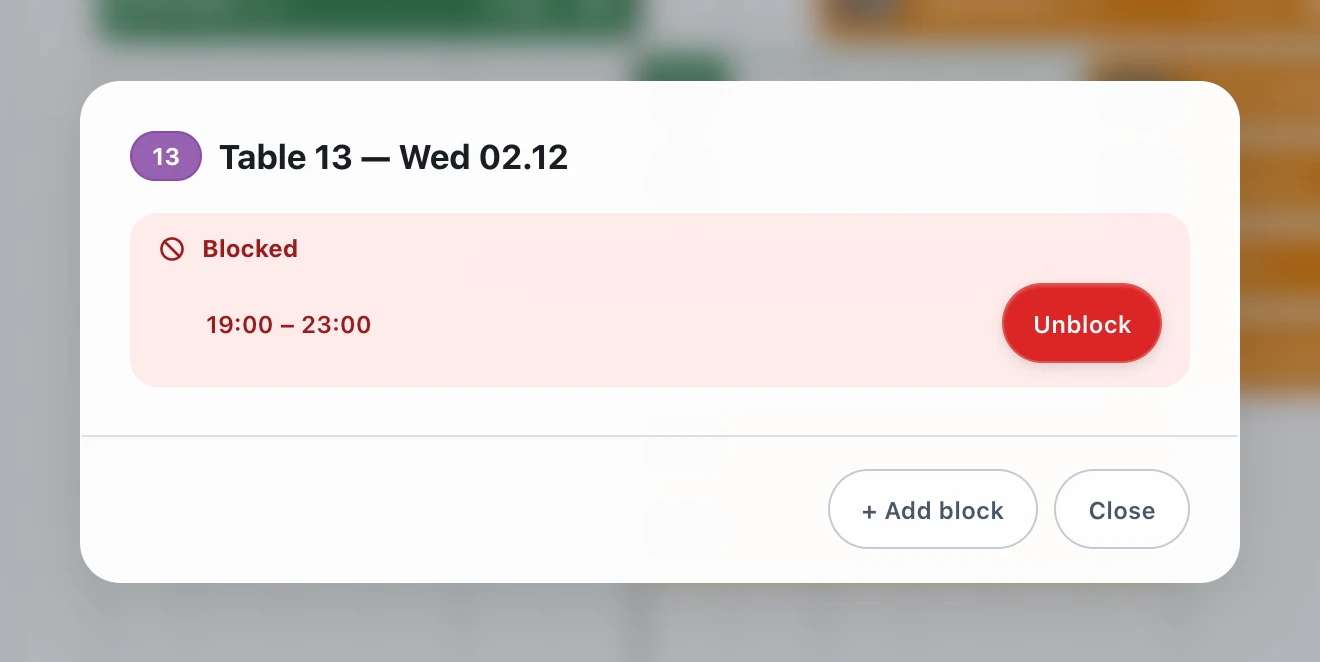 13 Table 13 — Wed 02.12
Blocked
19:00 – 23:00 Unblock
+ Add block Close